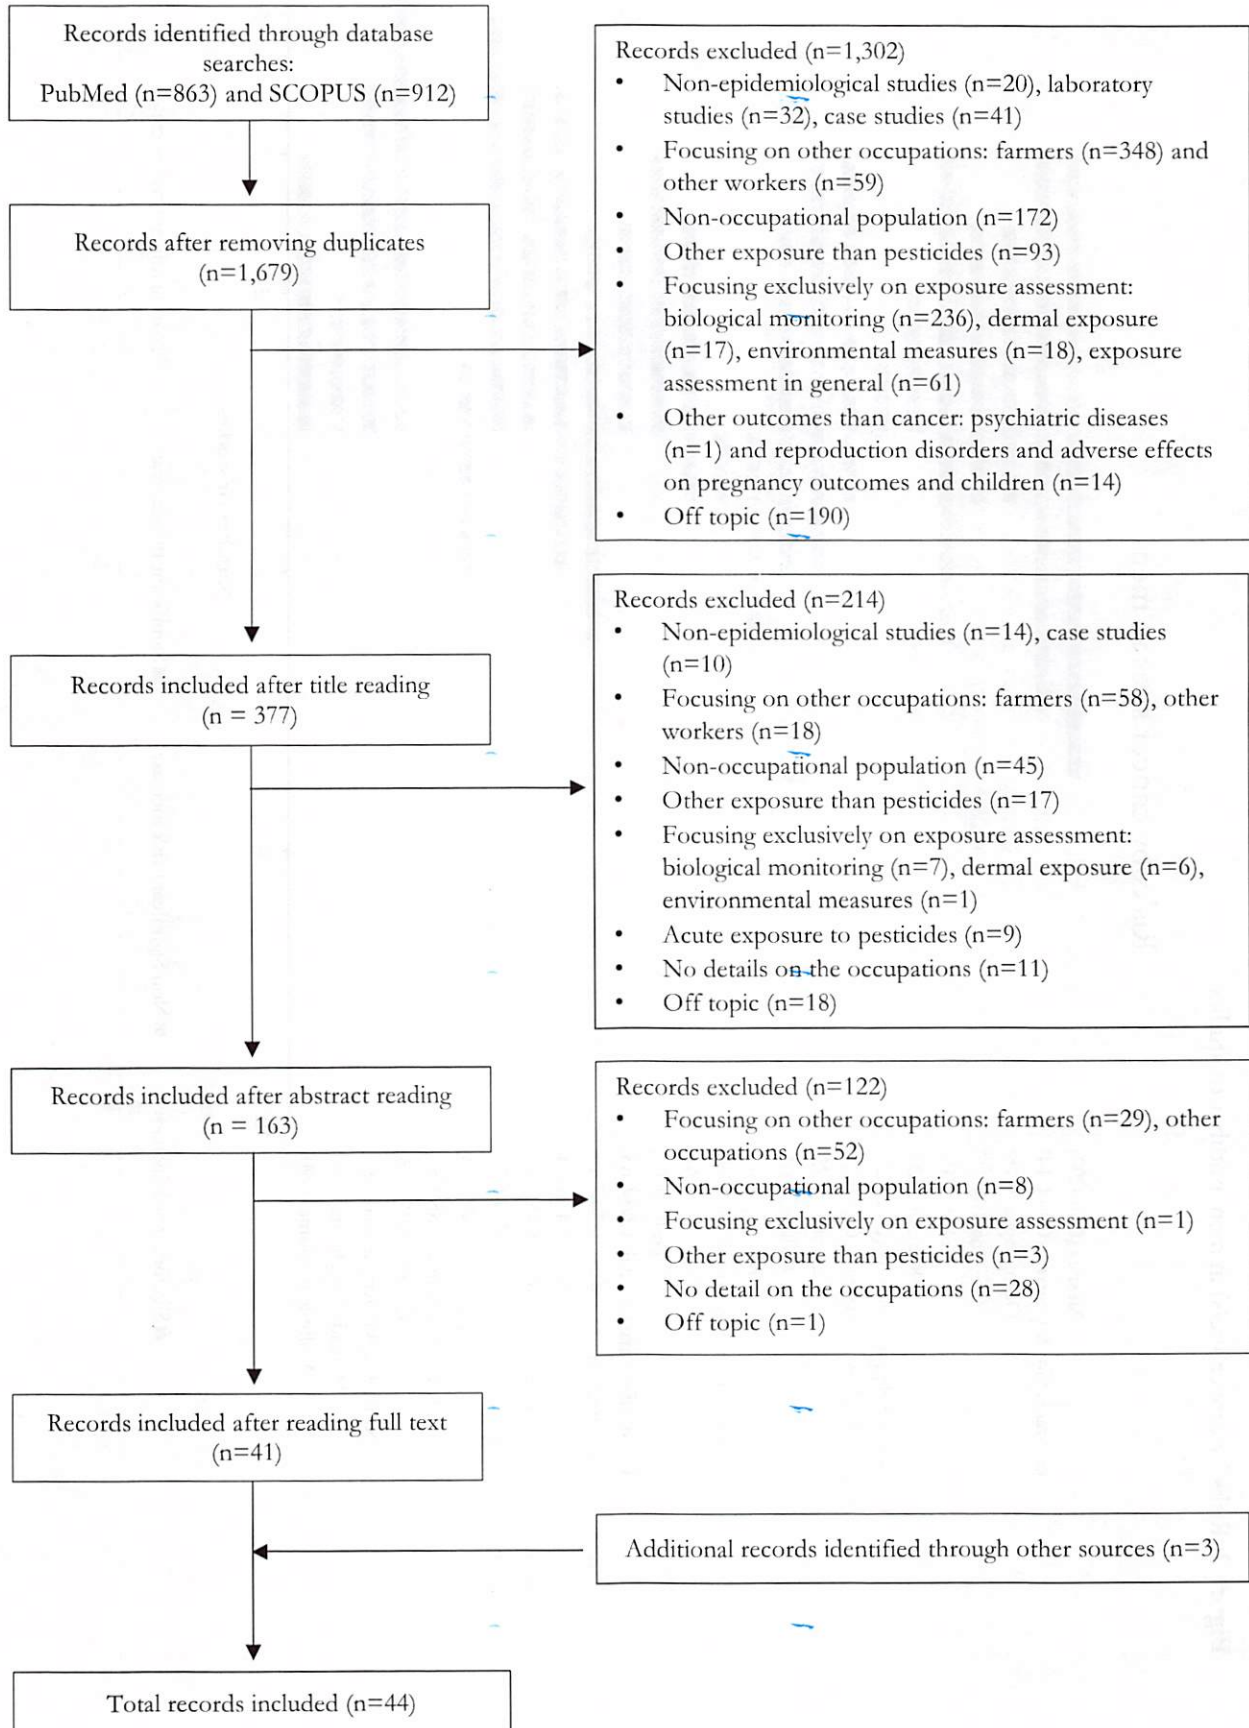 Records identified through database
searches:
PubMed (n=863) and SCOPUS (n=912)
Records after removing duplicates
(n=1,679)
Records excluded (n=1,302)
• Non-epidemiological studies (n=20), laboratory
studies (n=32), case studies (n=41)
• Focusing on other occupations: farmers (n=348) and
other workers (n=59)
• Non-occupational population (n=172)
• Other exposure than pesticides (n=93)
• Focusing exclusively on exposure assessment:
biological monitoring (n=236), dermal exposure
(n=17), environmental measures (n=18), exposure
assessment in general (n=61)
• Other outcomes than cancer: psychiatric diseases
(n=1) and reproduction disorders and adverse effects
on pregnancy outcomes and children (n=14)
• Off topic (n=190)
Records included after title reading
(n = 377)
Records excluded (n=214)
• Non-epidemiological studies (n=14), case studies
(n=10)
• Focusing on other occupations: farmers (n=58), other
workers (n=18)
• Non-occupational population (n=45)
• Other exposure than pesticides (n=17)
• Focusing exclusively on exposure assessment:
biological monitoring (n=7), dermal exposure (n=6),
environmental measures (n=1)
• Acute exposure to pesticides (n=9)
• No details on the occupations (n=11)
• Off topic (n=18)
Records included after abstract reading
(n = 163)
Records excluded (n=122)
• Focusing on other occupations: farmers (n=29), other
occupations (n=52)
• Non-occupational population (n=8)
• Focusing exclusively on exposure assessment (n=1)
• Other exposure than pesticides (n=3)
• No detail on the occupations (n=28)
• Off topic (n=1)
Records included after reading full text
(n=41)
Additional records identified through other sources (n=3)
Total records included (n=44)